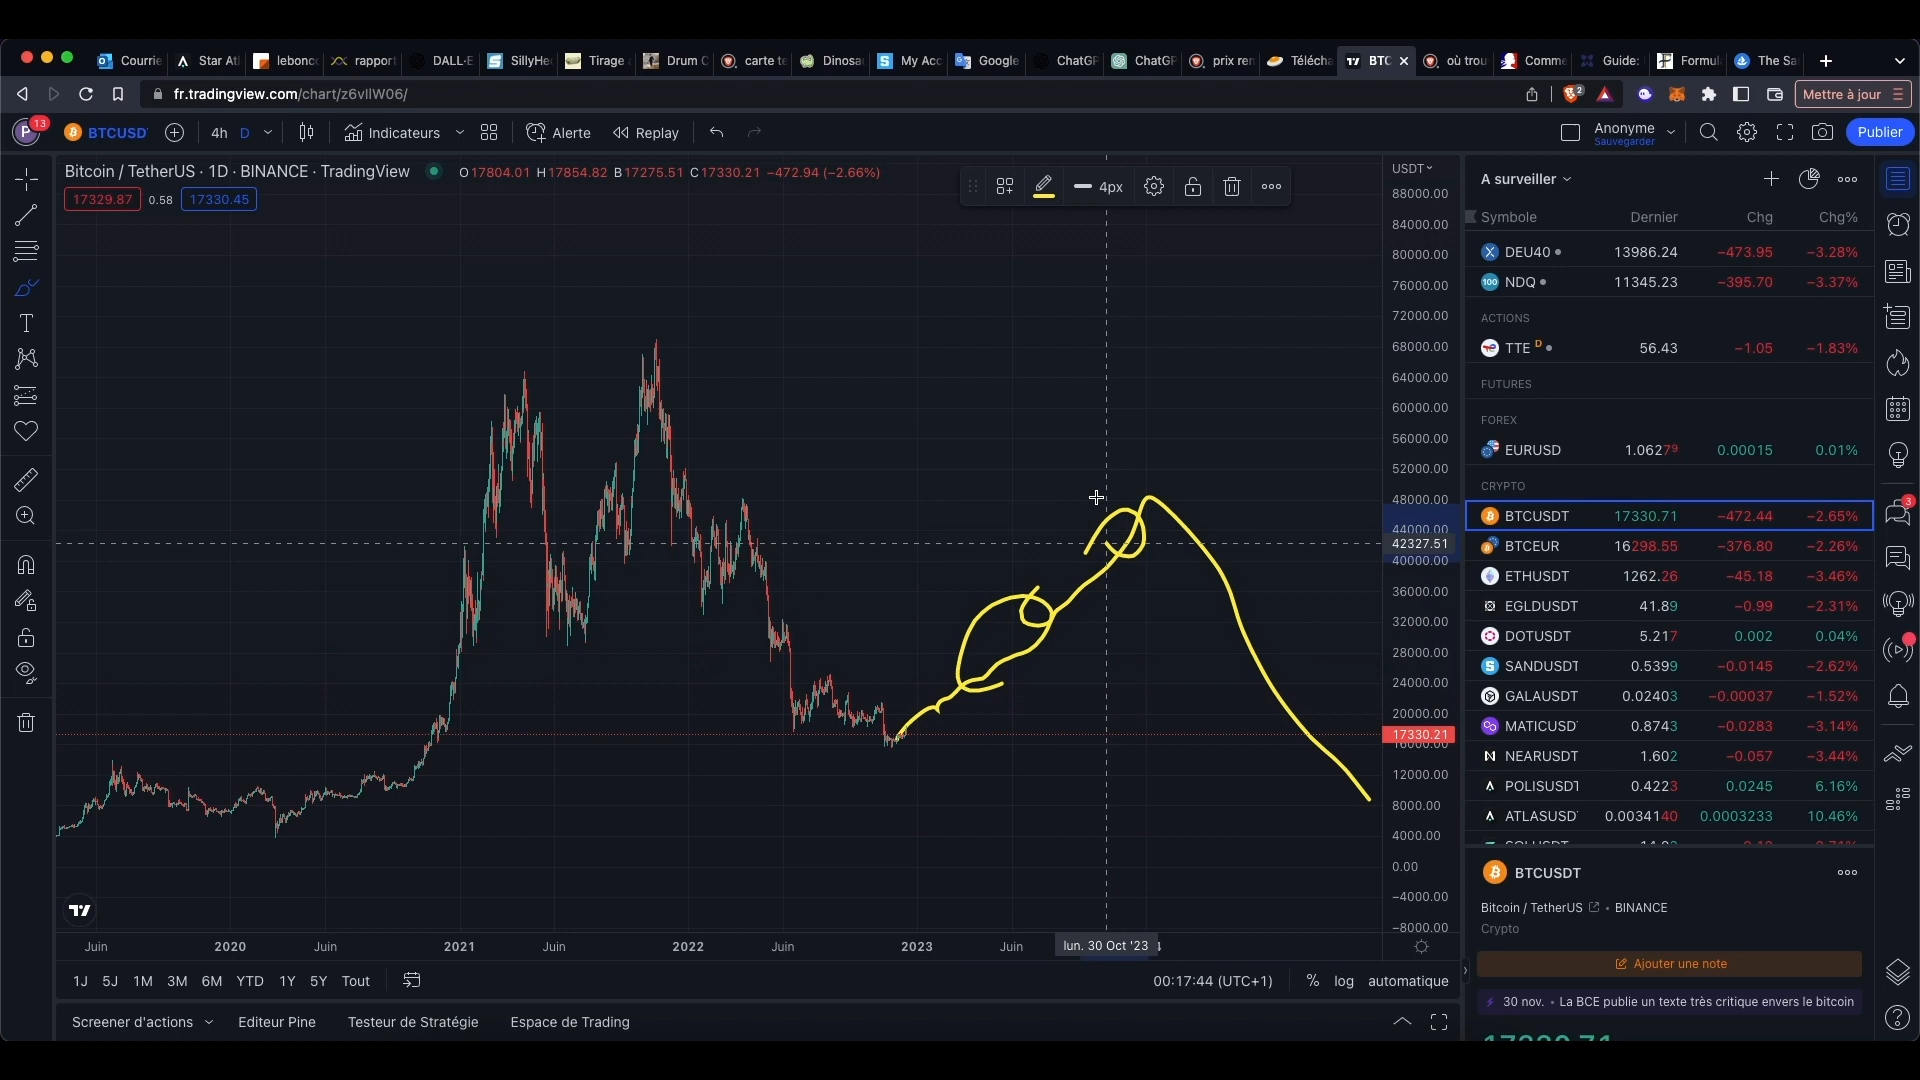 Courrie
Star Atl
lebonc
rapport
DALL·E
SillyHe
Tirage
Drum C
carte te
Dinosa
My Acc
Google
ChatGP
ChatGP
prix ren
Télécha
BTC
où trou
Comme
Guide:
Formul
The Sa
fr.tradingview.com/chart/z6vIlW06/
2
Mettre à jour
P
13
BTCUSD
4h D
Indicateurs
Alerte
Replay
Anonyme
Sauvegarder
Publier
Bitcoin / TetherUS · 1D · BINANCE · TradingView
O17804.01 H17854.82 B17275.51 C17330.21 −472.94 (−2.66%)
17329.87 0.58 17330.45
4px
USDT
88000.00
84000.00
80000.00
76000.00
72000.00
68000.00
64000.00
60000.00
56000.00
52000.00
48000.00
44000.00
42327.51
40000.00
36000.00
32000.00
28000.00
24000.00
20000.00
17330.21
16000.00
12000.00
8000.00
4000.00
0.00
−4000.00
−8000.00
Juin 2020 Juin 2021 Juin 2022 Juin 2023 Juin lun. 30 Oct '23
1J 5J 1M 3M 6M YTD 1Y 5Y Tout
00:17:44 (UTC+1) % log automatique
Screener d'actions Editeur Pine Testeur de Stratégie Espace de Trading
A surveiller
Symbole Dernier Chg Chg%
DEU40 13986.24 −473.95 −3.28%
100 NDQ 11345.23 −395.70 −3.37%
ACTIONS
TTE D 56.43 −1.05 −1.83%
FUTURES
FOREX
EURUSD 1.06279 0.00015 0.01%
CRYPTO
BTCUSDT 17330.71 −472.44 −2.65%
BTCEUR 16298.55 −376.80 −2.26%
ETHUSDT 1262.26 −45.18 −3.46%
EGLDUSDT 41.89 −0.99 −2.31%
DOTUSDT 5.217 0.002 0.04%
SANDUSDT 0.5399 −0.0145 −2.62%
GALAUSDT 0.02403 −0.00037 −1.52%
MATICUSD 0.8743 −0.0283 −3.14%
NEARUSDT 1.602 −0.057 −3.44%
POLISUSDT 0.4223 0.0245 6.16%
ATLASUSD 0.0034140 0.0003233 10.46%
3
BTCUSDT
Bitcoin / TetherUS • BINANCE
Crypto
Ajouter une note
30 nov. • La BCE publie un texte très critique envers le bitcoin
17330.71